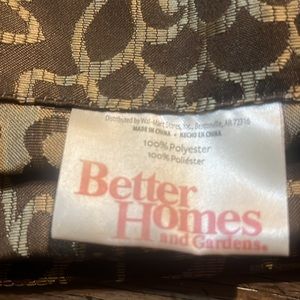 Distributed by Wal-Mart Stores, Inc., Bentonville, AR 72716
MADE IN CHINA • HECHO EN CHINA
100% Polyester
100% Poliéster
Better
Homes
and Gardens®